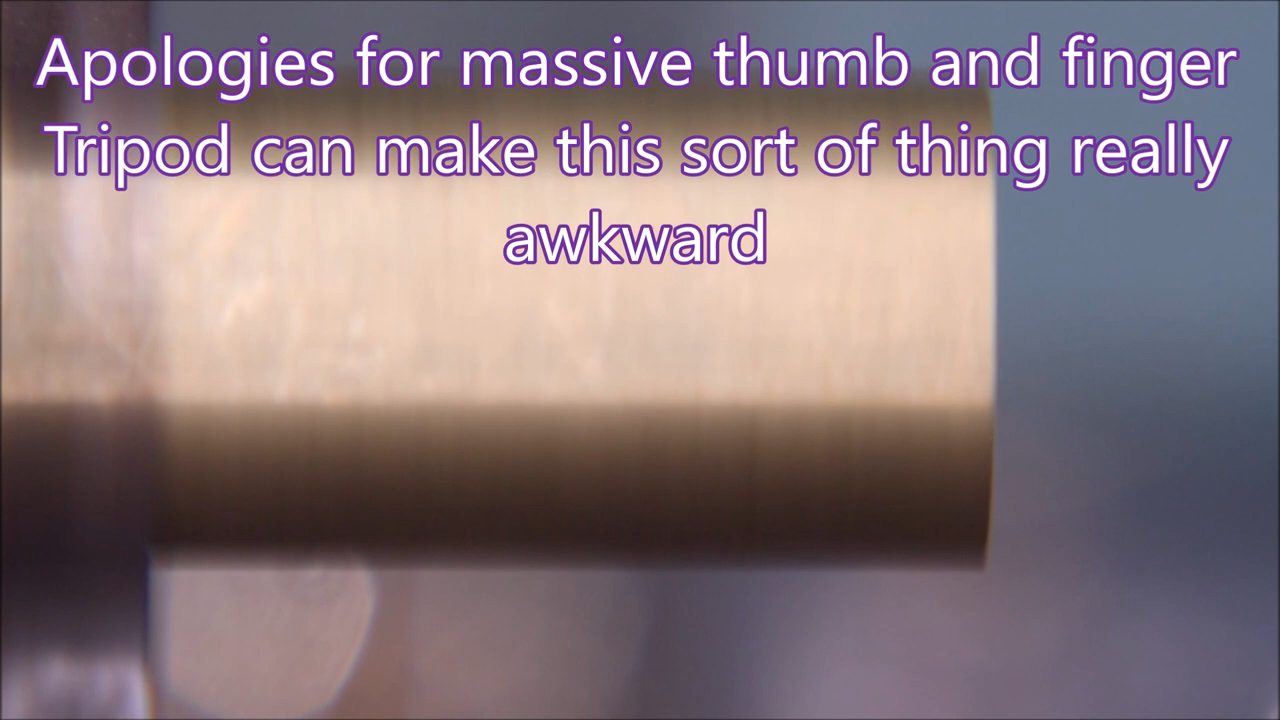 Apologies for massive thumb and finger
Tripod can make this sort of thing really
awkward